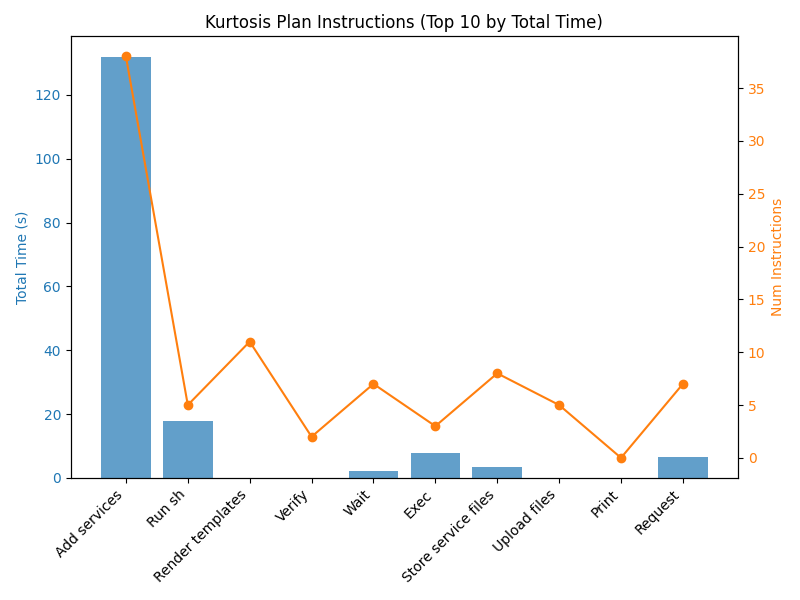 Kurtosis Plan Instructions (Top 10 by Total Time)
Total Time (s)
0
20
40
60
80
100
120
Num Instructions
0
5
10
15
20
25
30
35
Add services
Run sh
Render templates
Verify
Wait
Exec
Store service files
Upload files
Print
Request